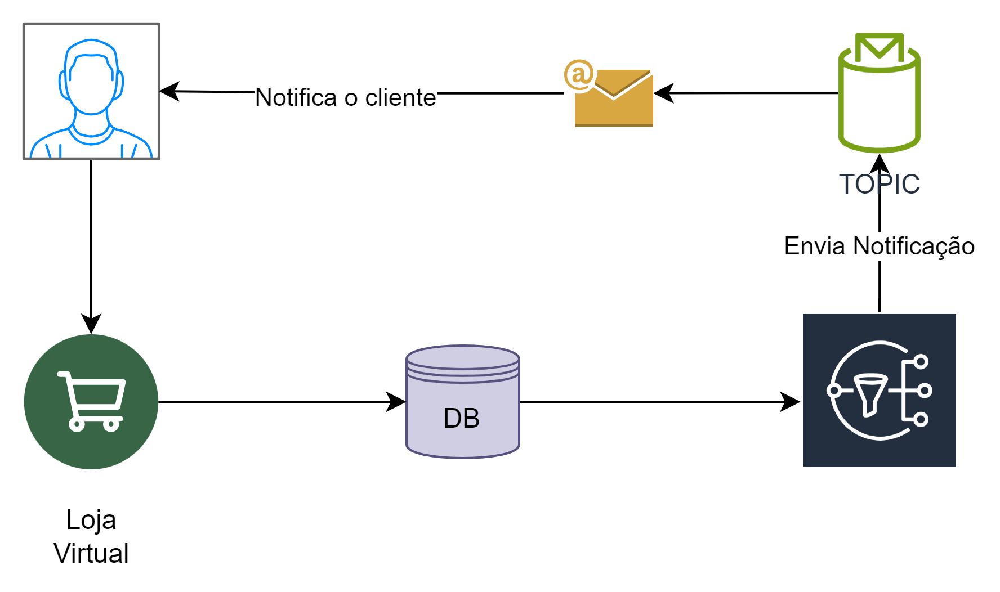 Notifica o cliente
TOPIC
Envia Notificação
DB
Loja
Virtual